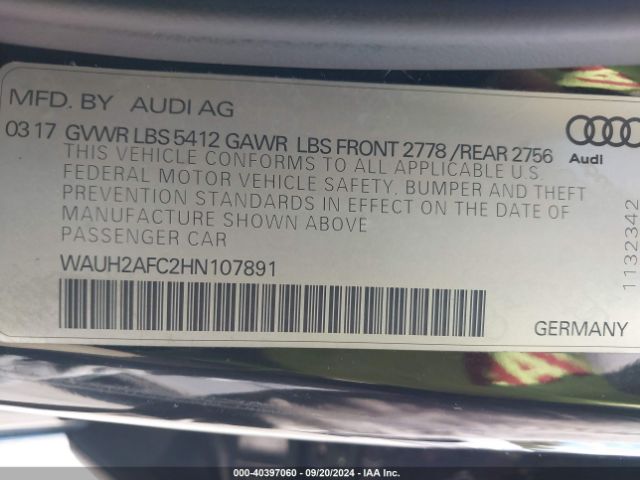 MFD. BY AUDI AG
03 17 GVWR LBS 5412 GAWR LBS FRONT 2778 /REAR 2756
THIS VEHICLE CONFORMS TO ALL APPLICABLE U.S.
FEDERAL MOTOR VEHICLE SAFETY. BUMPER AND THEFT
PREVENTION STANDARDS IN EFFECT ON THE DATE OF
MANUFACTURE SHOWN ABOVE
PASSENGER CAR
WAUH2AFC2HN107891
Audi
1132342
GERMANY
000-40397060 - 09/20/2024 - IAA Inc.